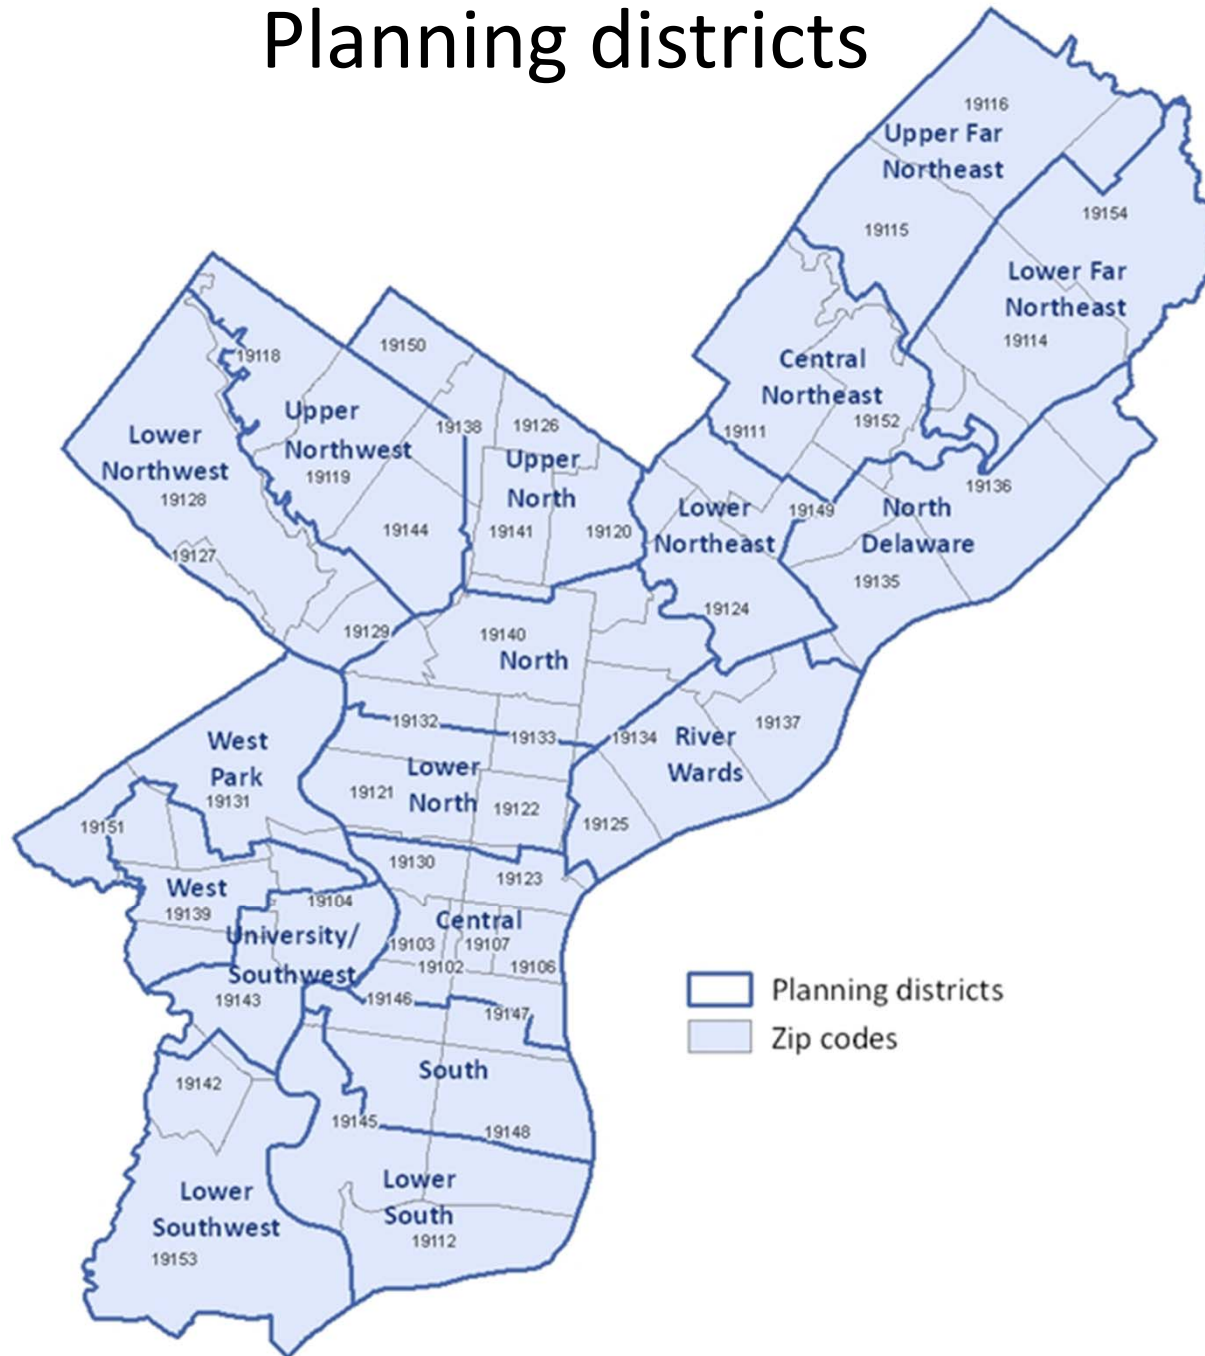 Planning districts
19116
Upper Far
Northeast
19154
19115
Lower Far
Northeast
19114
19150
19118
Central
Northeast
Upper
Northwest
19138
19126
19111
19152
Lower
Northwest
19128
19119
Upper
North
19136
19144
19141
19120
Lower
Northeast
19149
North
Delaware
19127
19135
19124
19129
19140
North
19132
19133
19134
River
Wards
19137
West
Park
19131
Lower
North
19121
19122
19125
19151
19130
19123
West
19139
19104
University/
Southwest
Central
19103
19107
19102
19106
19143
19146
19147
Planning districts
Zip codes
South
19142
19145
19148
Lower
Southwest
19153
Lower
South
19112